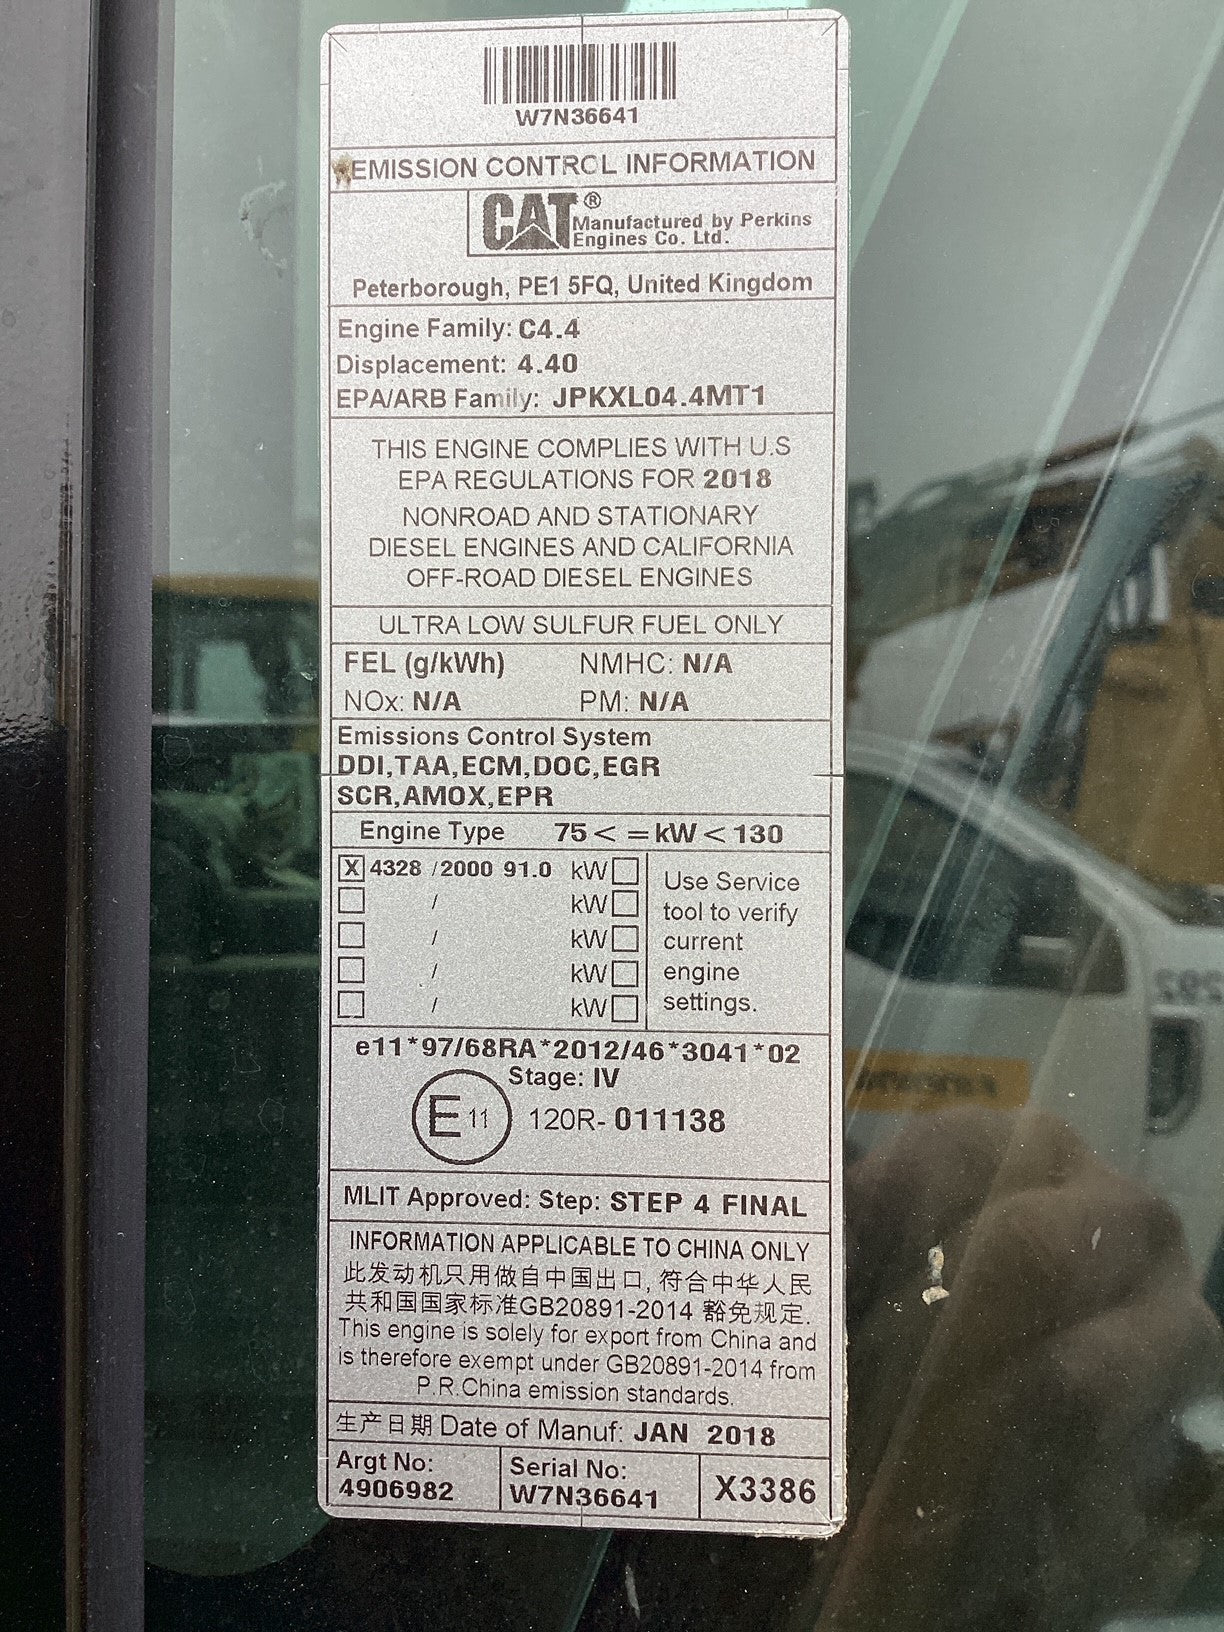 W7N36641
EMISSION CONTROL INFORMATION
CAT®
Manufactured by Perkins
Engines Co. Ltd.
Peterborough, PE1 5FQ, United Kingdom
Engine Family: C4.4
Displacement: 4.40
EPA/ARB Family: JPKXL04.4MT1
THIS ENGINE COMPLIES WITH U.S
EPA REGULATIONS FOR 2018
NONROAD AND STATIONARY
DIESEL ENGINES AND CALIFORNIA
OFF-ROAD DIESEL ENGINES
ULTRA LOW SULFUR FUEL ONLY
FEL (g/kWh) NMHC: N/A
NOx: N/A PM: N/A
Emissions Control System
DDI,TAA,ECM,DOC,EGR
SCR,AMOX,EPR
Engine Type 75 < = kW < 130
X 4328 /2000 91.0 kW
/ kW
/ kW
/ kW
/ kW
Use Service
tool to verify
current
engine
settings.
e11*97/68RA*2012/46*3041*02
Stage: IV
E 11 120R- 011138
MLIT Approved: Step: STEP 4 FINAL
INFORMATION APPLICABLE TO CHINA ONLY
此发动机只用做自中国出口, 符合中华人民
共和国国家标准GB20891-2014 豁免规定.
This engine is solely for export from China and
is therefore exempt under GB20891-2014 from
P.R.China emission standards.
生产日期 Date of Manuf: JAN 2018
Argt No:
4906982
Serial No:
W7N36641
X3386
292